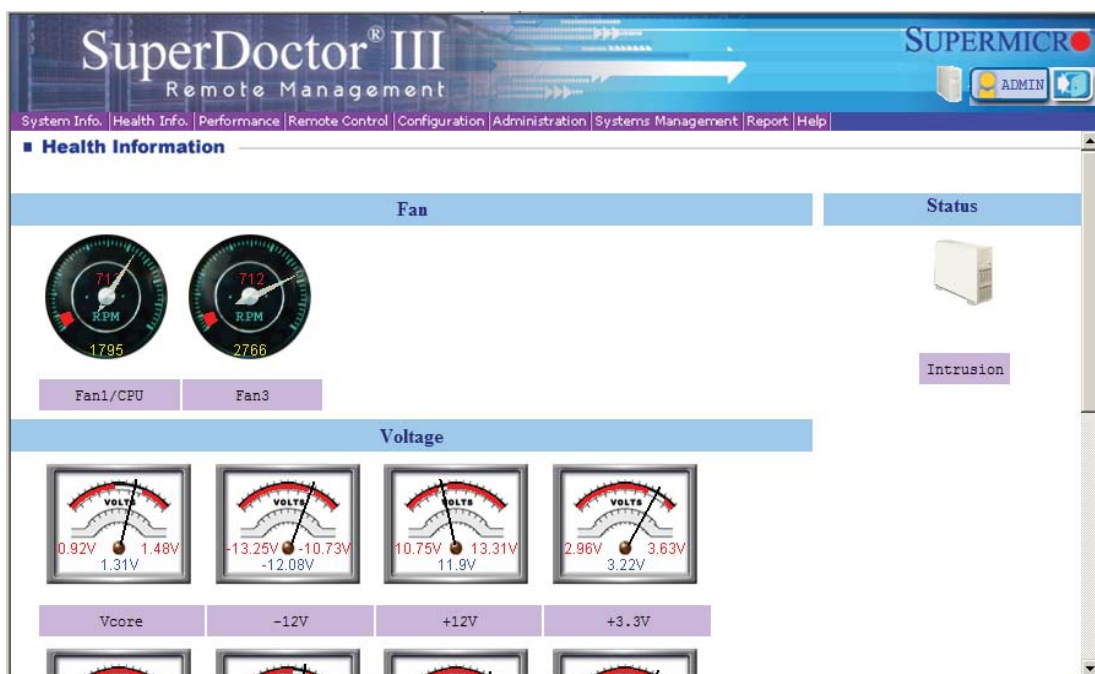 SuperDoctor® III
Remote Management
SUPERMICR
ADMIN
System Info. Health Info. Performance Remote Control Configuration Administration Systems Management Report Help
Health Information
Fan
Status
712
RPM
2766
RPM
1795
Fan1/CPU Fan3
Intrusion
Voltage
VOLTS VOLTS VOLTS VOLTS
0.92V 1.48V -13.25V -10.73V 10.75V 13.31V 2.96V 3.63V
1.31V -12.08V 11.9V 3.22V
Vcore -12V +12V +3.3V